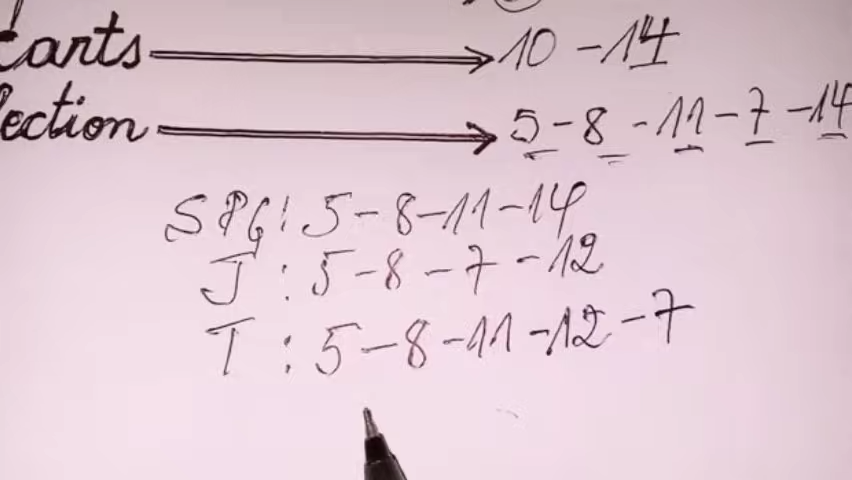 carts 10 - 14
lection 5 - 8 - 11 - 7 - 14
SPG: 5 - 8 - 11 - 14
J : 5 - 8 - 7 - 12
T : 5 - 8 - 11 - 12 - 7